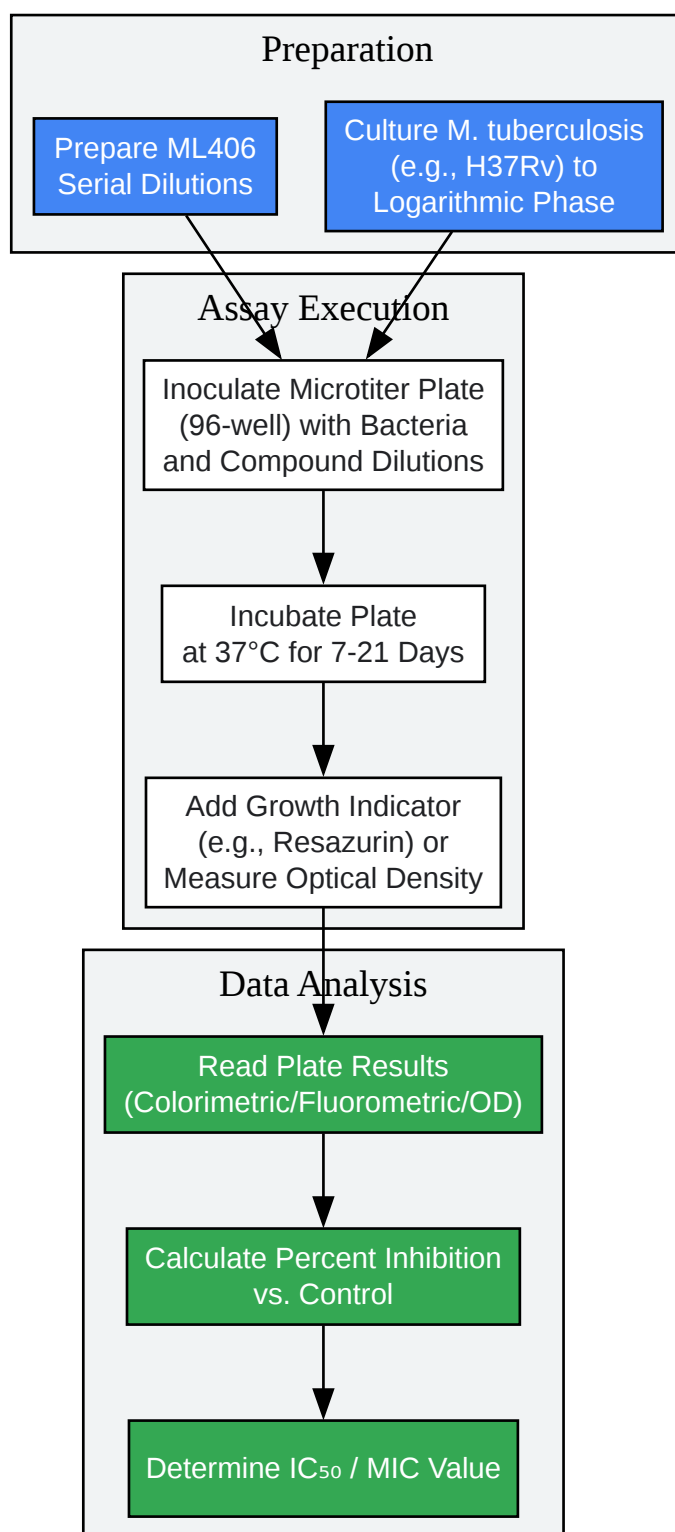 Preparation
Prepare ML406
Serial Dilutions
Culture M. tuberculosis
(e.g., H37Rv) to
Logarithmic Phase
Assay Execution
Inoculate Microtiter Plate
(96-well) with Bacteria
and Compound Dilutions
Incubate Plate
at 37°C for 7-21 Days
Add Growth Indicator
(e.g., Resazurin) or
Measure Optical Density
Data Analysis
Read Plate Results
(Colorimetric/Fluorometric/OD)
Calculate Percent Inhibition
vs. Control
Determine IC₅₀ / MIC Value